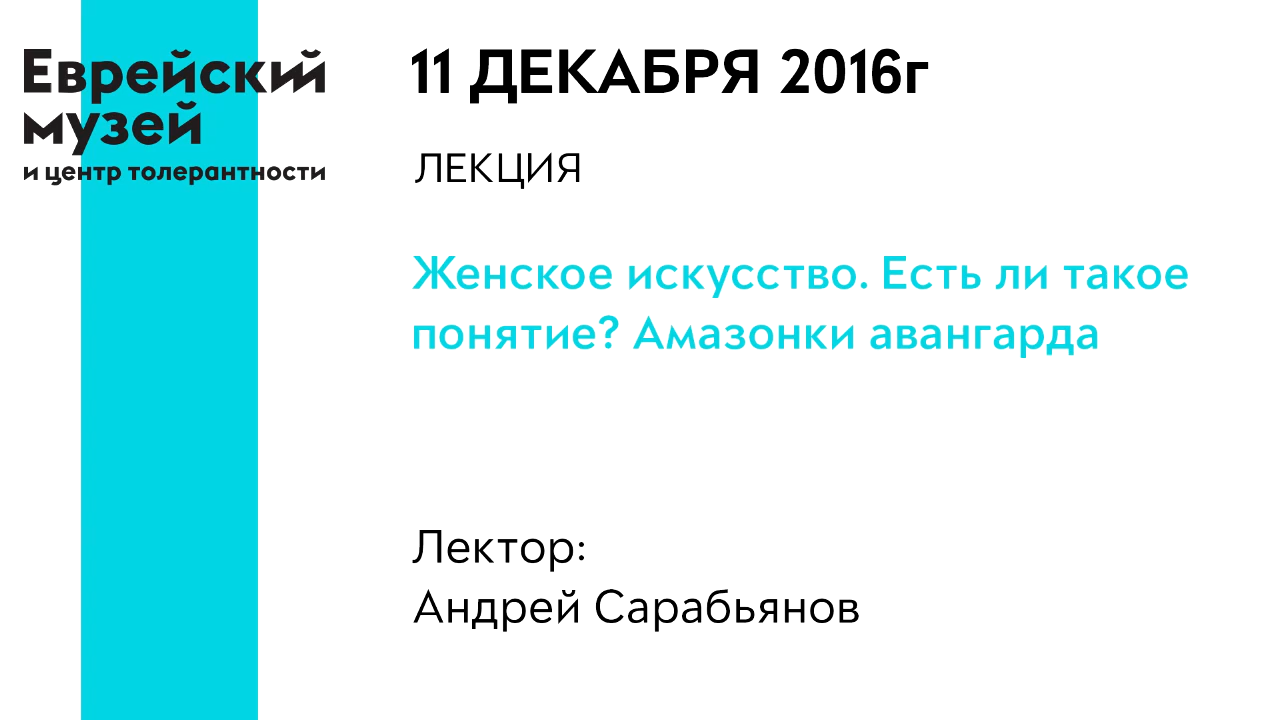 Еврейский
музей
и центр толерантности
11 ДЕКАБРЯ 2016г
ЛЕКЦИЯ
Женское искусство. Есть ли такое
понятие? Амазонки авангарда
Лектор:
Андрей Сарабьянов